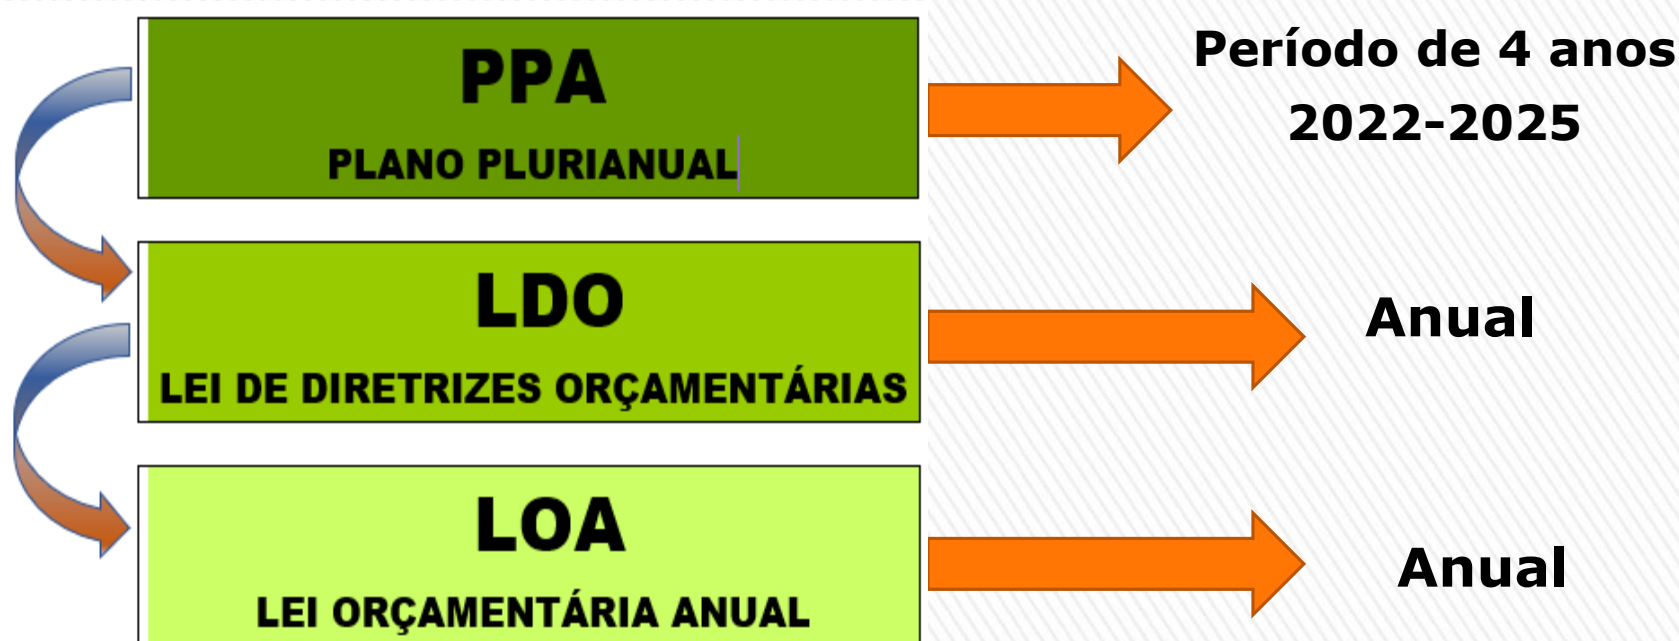 PPA
PLANO PLURIANUAL
Período de 4 anos
2022-2025
LDO
LEI DE DIRETRIZES ORÇAMENTÁRIAS
Anual
LOA
LEI ORÇAMENTÁRIA ANUAL
Anual